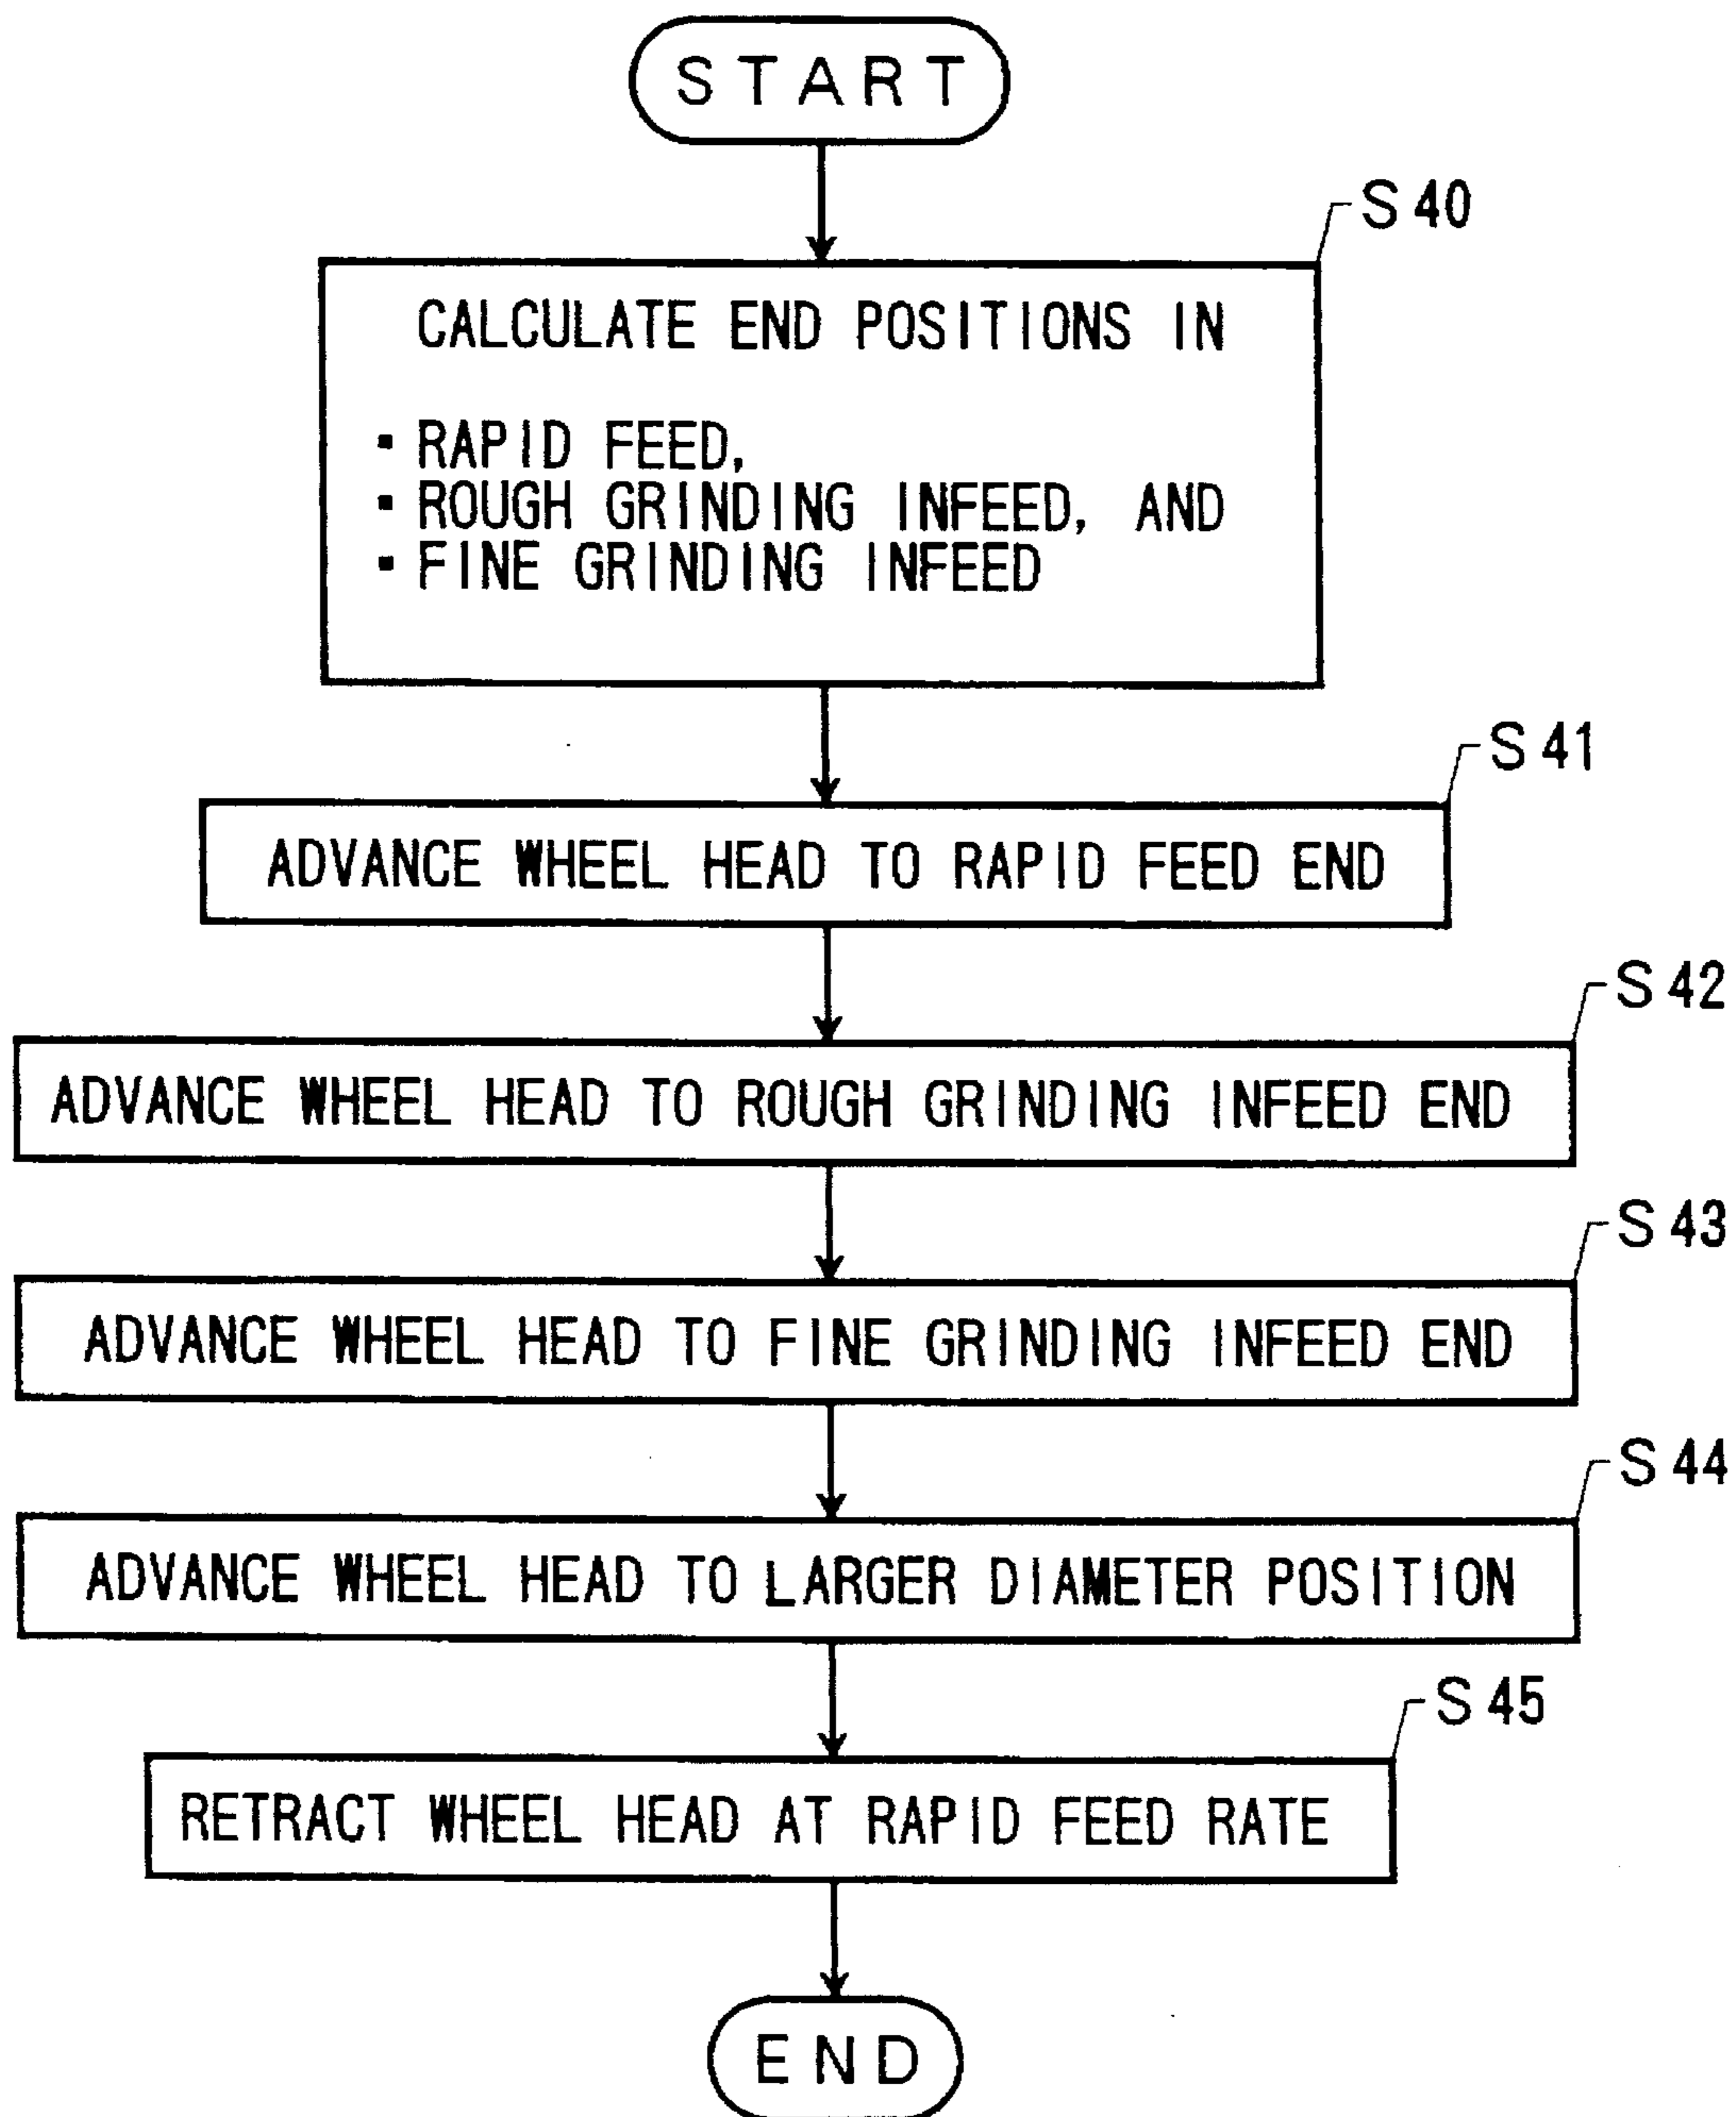 START
S40
CALCULATE END POSITIONS IN
▪ RAPID FEED,
▪ ROUGH GRINDING INFEED, AND
▪ FINE GRINDING INFEED
S41
ADVANCE WHEEL HEAD TO RAPID FEED END
S42
ADVANCE WHEEL HEAD TO ROUGH GRINDING INFEED END
S43
ADVANCE WHEEL HEAD TO FINE GRINDING INFEED END
S44
ADVANCE WHEEL HEAD TO LARGER DIAMETER POSITION
S45
RETRACT WHEEL HEAD AT RAPID FEED RATE
END